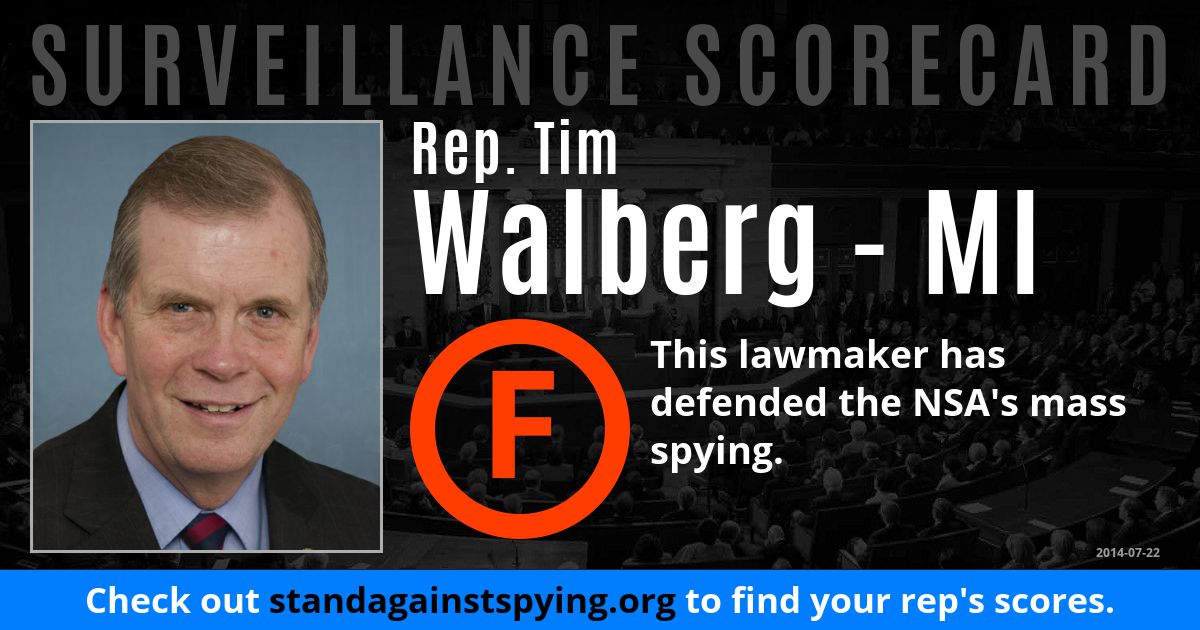 SURVEILLANCE SCORECARD
Rep. Tim
Walberg - MI
F
This lawmaker has
defended the NSA's mass
spying.
2014-07-22
Check out standagainstspying.org to find your rep's scores.